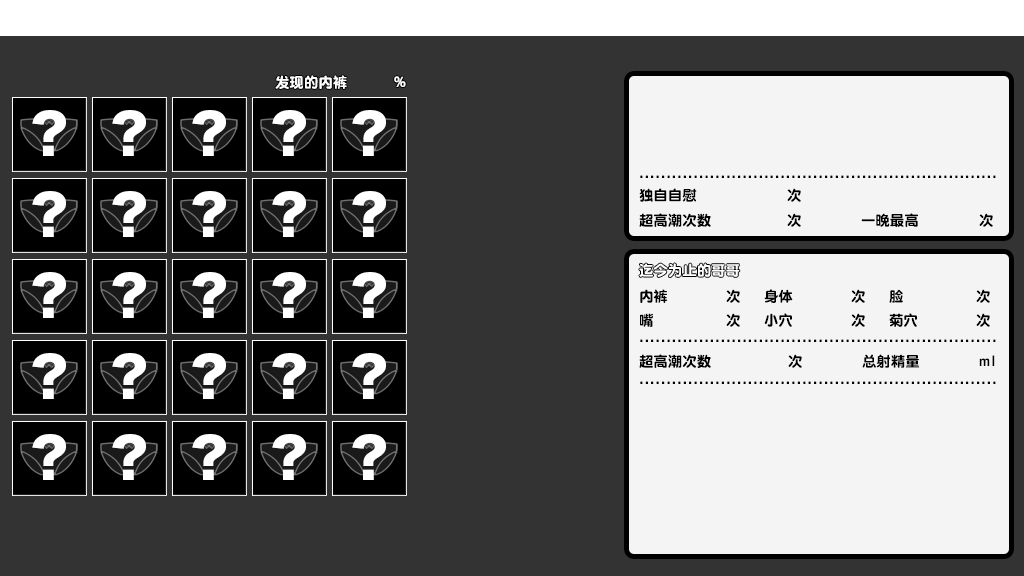 发现的内裤 %
? ? ? ? ?
? ? ? ? ?
? ? ? ? ?
? ? ? ? ?
? ? ? ? ?
独自自慰 次
超高潮次数 次 一晚最高 次
迄今为止的哥哥
内裤 次 身体 次 脸 次
嘴 次 小穴 次 菊穴 次
超高潮次数 次 总射精量 ml